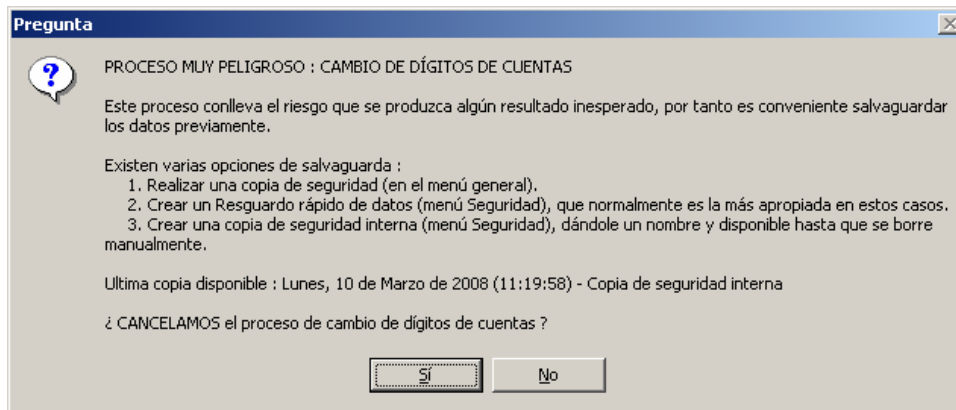 Pregunta
PROCESO MUY PELIGROSO : CAMBIO DE DÍGITOS DE CUENTAS
Este proceso conlleva el riesgo que se produzca algún resultado inesperado, por tanto es conveniente salvaguardar
los datos previamente.
Existen varias opciones de salvaguarda :
1. Realizar una copia de seguridad (en el menú general).
2. Crear un Resguardo rápido de datos (menú Seguridad), que normalmente es la más apropiada en estos casos.
3. Crear una copia de seguridad interna (menú Seguridad), dándole un nombre y disponible hasta que se borre
manualmente.
Ultima copia disponible : Lunes, 10 de Marzo de 2008 (11:19:58) - Copia de seguridad interna
¿ CANCELAMOS el proceso de cambio de dígitos de cuentas ?
Sí No